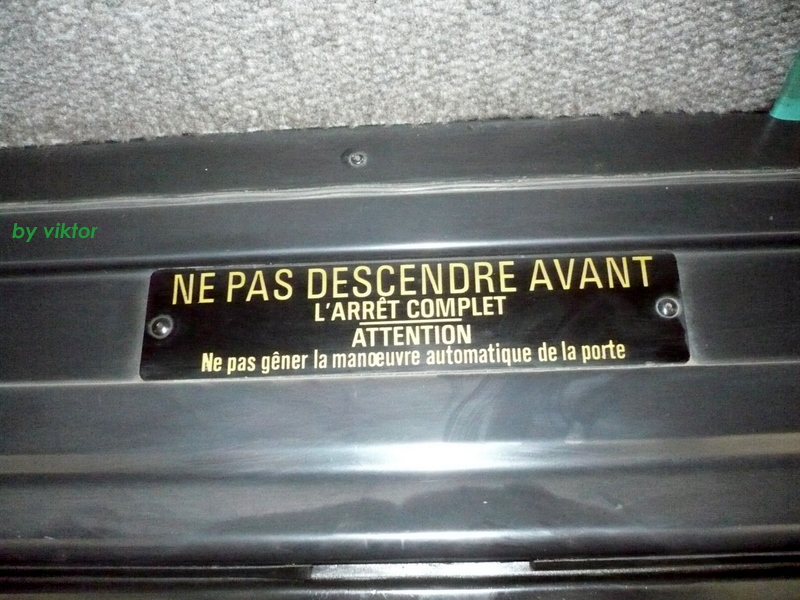 by viktor
NE PAS DESCENDRE AVANT
L'ARRÊT COMPLET
ATTENTION
Ne pas gêner la manœuvre automatique de la porte